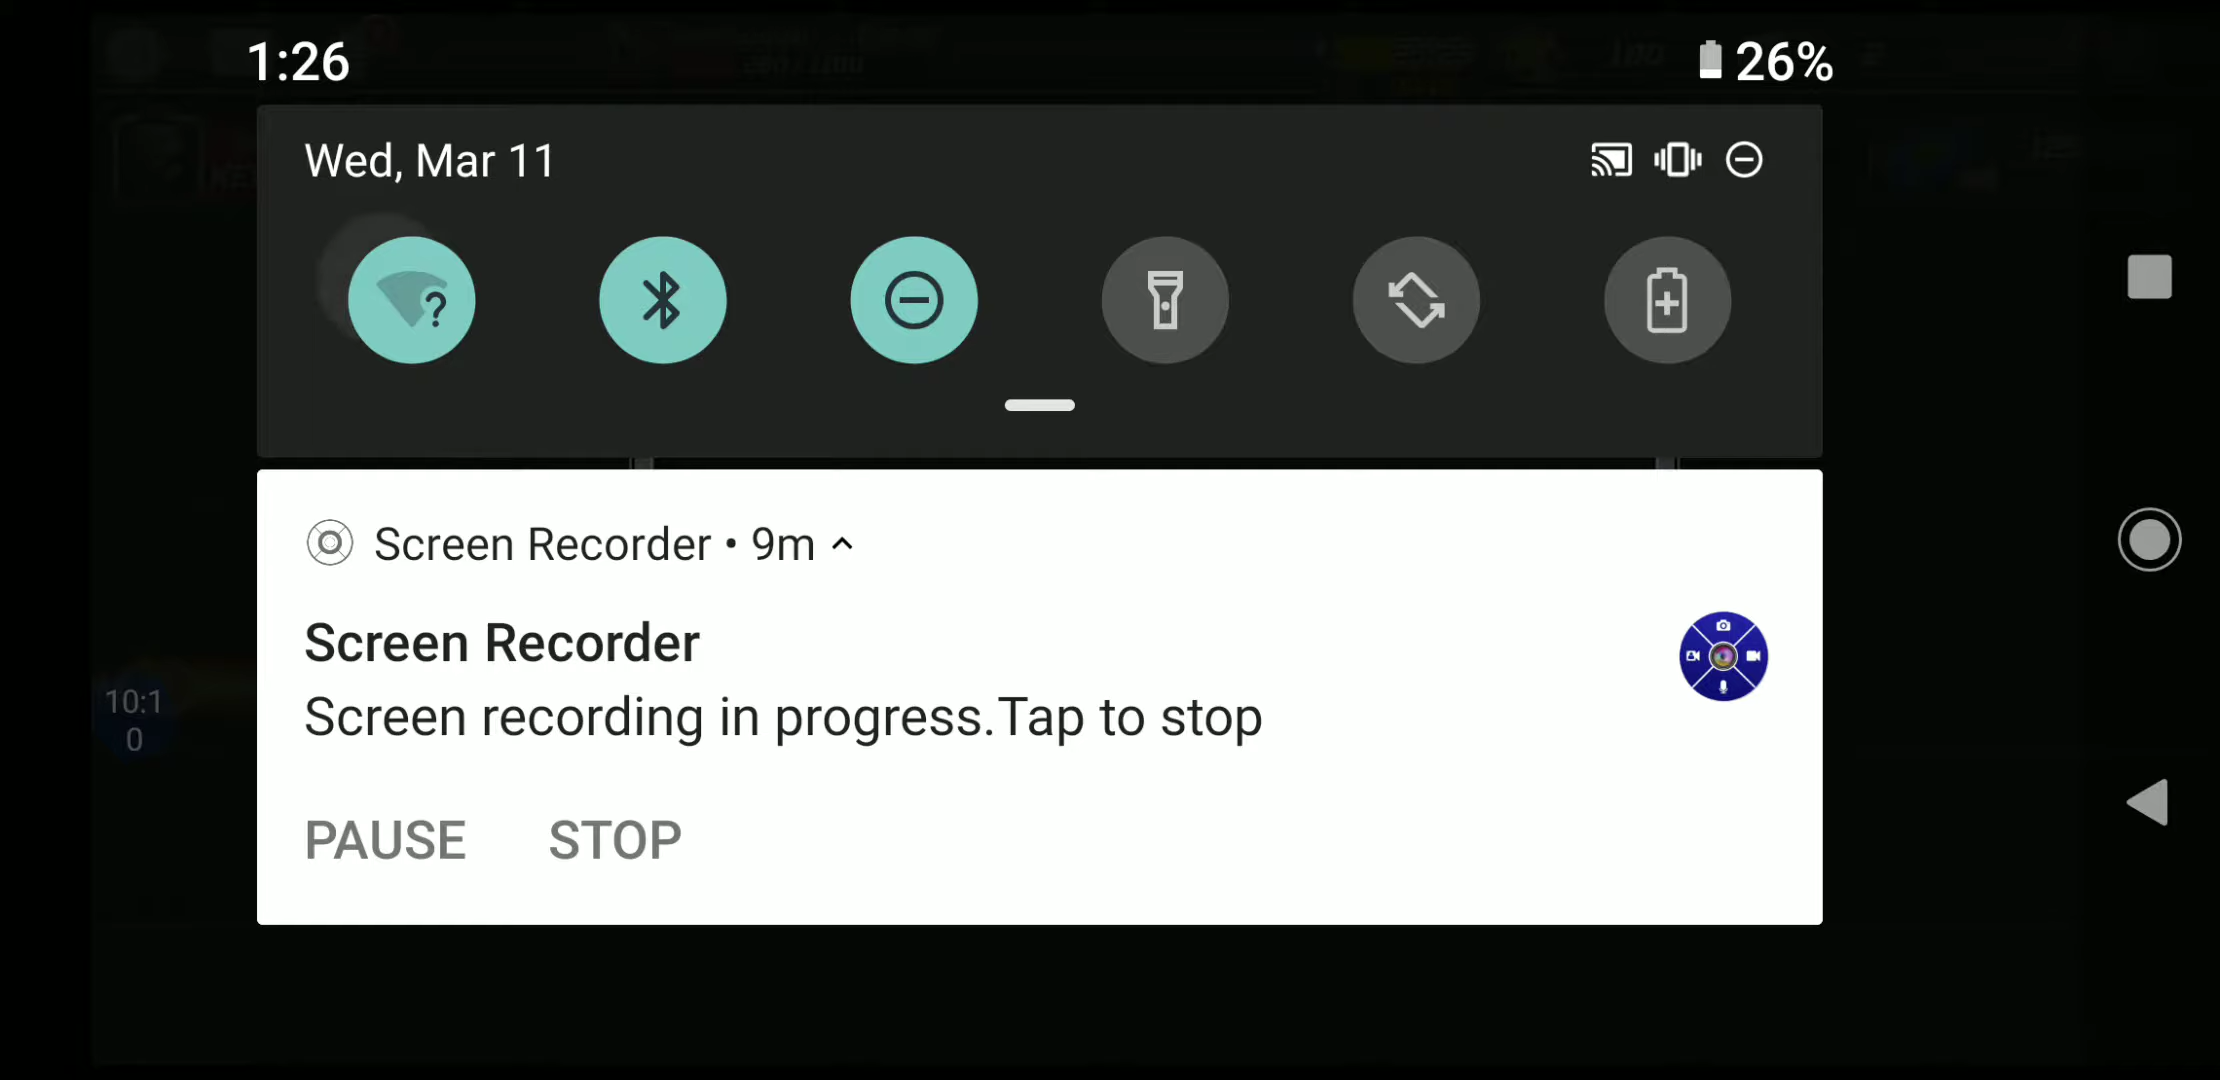 1:26
26%
Wed, Mar 11
Screen Recorder • 9m
Screen Recorder
Screen recording in progress.Tap to stop
10:1
0
PAUSE
STOP